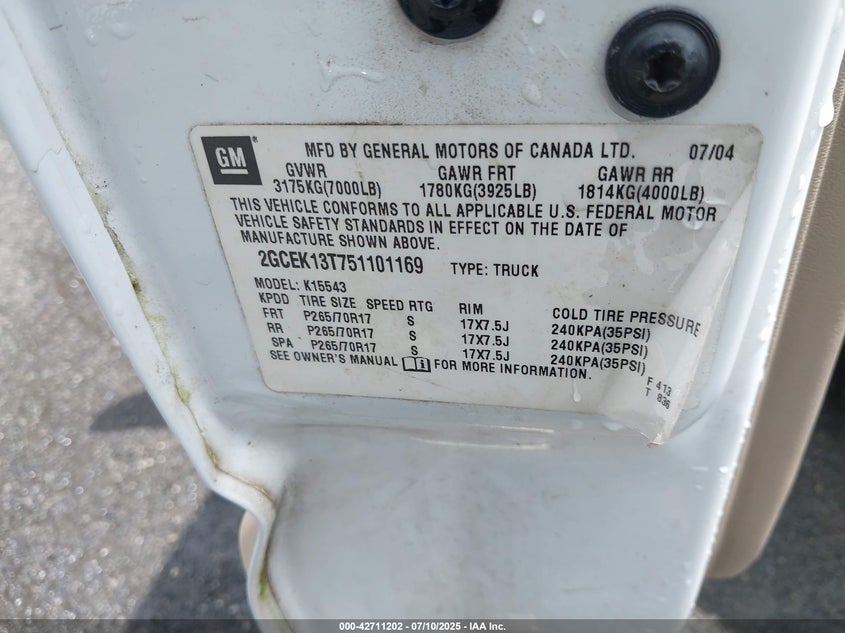 GM
MFD BY GENERAL MOTORS OF CANADA LTD. 07/04
GVWR GAWR FRT GAWR RR
3175KG(7000LB) 1780KG(3925LB) 1814KG(4000LB)
THIS VEHICLE CONFORMS TO ALL APPLICABLE U.S. FEDERAL MOTOR
VEHICLE SAFETY STANDARDS IN EFFECT ON THE DATE OF
MANUFACTURE SHOWN ABOVE.
2GCEK13T751101169 TYPE: TRUCK
MODEL: K15543
KPDD TIRE SIZE SPEED RTG RIM COLD TIRE PRESSURE
FRT P265/70R17 S 17X7.5J 240KPA(35PSI)
RR P265/70R17 S 17X7.5J 240KPA(35PSI)
SPA P265/70R17 S 17X7.5J 240KPA(35PSI)
SEE OWNER'S MANUAL FOR MORE INFORMATION.
F 413
T 836
000-42711202 - 07/10/2025 - IAA Inc.